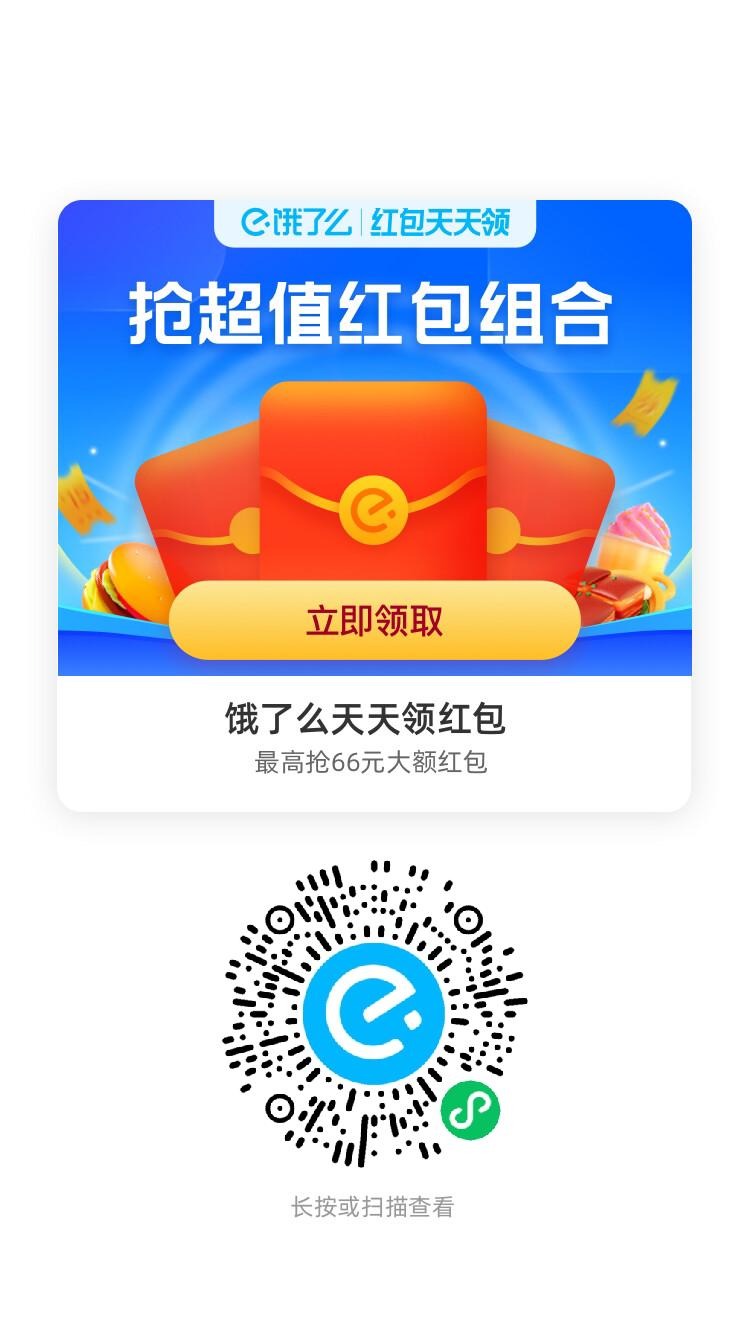 饿了么|红包天天领
抢超值红包组合
立即领取
饿了么天天领红包
最高抢66元大额红包
长按或扫描查看